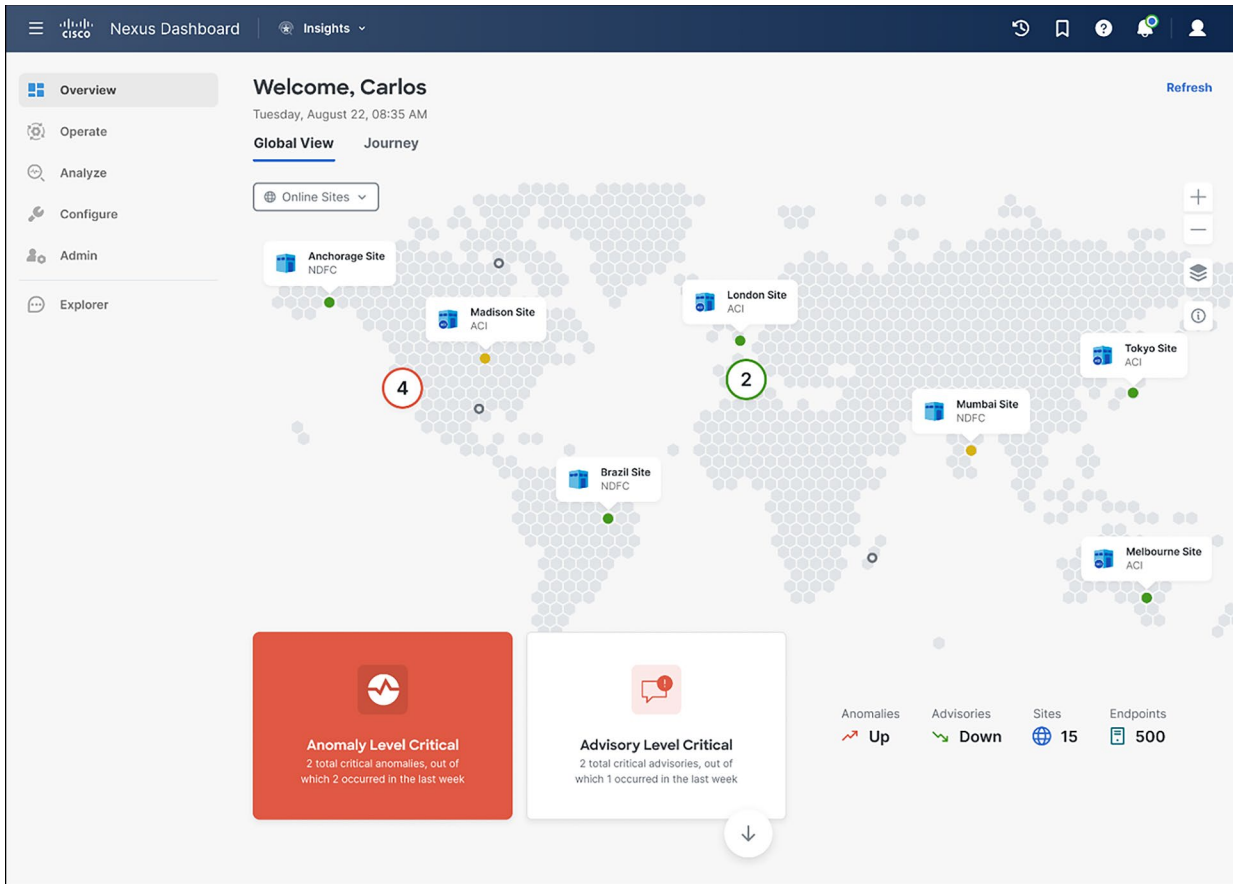 cisco Nexus Dashboard Insights
Overview
Operate
Analyze
Configure
Admin
Explorer
Welcome, Carlos
Refresh
Tuesday, August 22, 08:35 AM
Global View Journey
Online Sites
Anchorage Site
NDFC
Madison Site
ACI
London Site
ACI
Tokyo Site
ACI
4
2
Mumbai Site
NDFC
Brazil Site
NDFC
Melbourne Site
ACI
Anomaly Level Critical
2 total critical anomalies, out of
which 2 occurred in the last week
Advisory Level Critical
2 total critical advisories, out of
which 1 occurred in the last week
Anomalies Advisories Sites Endpoints
Up Down 15 500